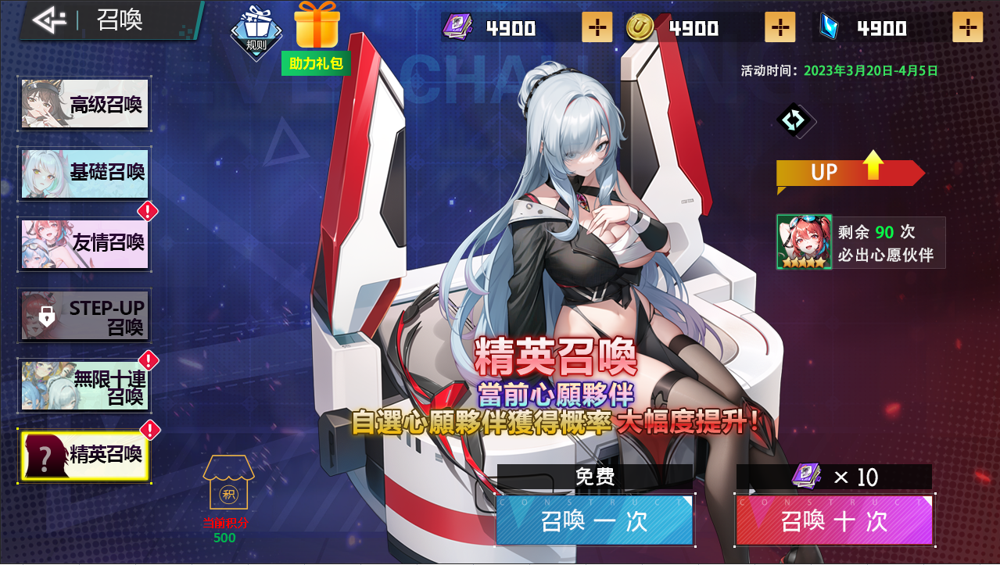 召喚
规则
助力礼包
4900
4900
4900
活动时间：2023年3月20日-4月5日
高级召喚
基礎召喚
友情召喚
STEP-UP
召喚
無限十連
召喚
精英召喚
UP
剩余 90 次
必出心愿伙伴
精英召喚
當前心願夥伴
自選心願夥伴獲得概率大幅度提升！
积
当前积分
500
免费
× 10
CONSTRUCT
召喚一次
CONSTRUCT
召喚十次